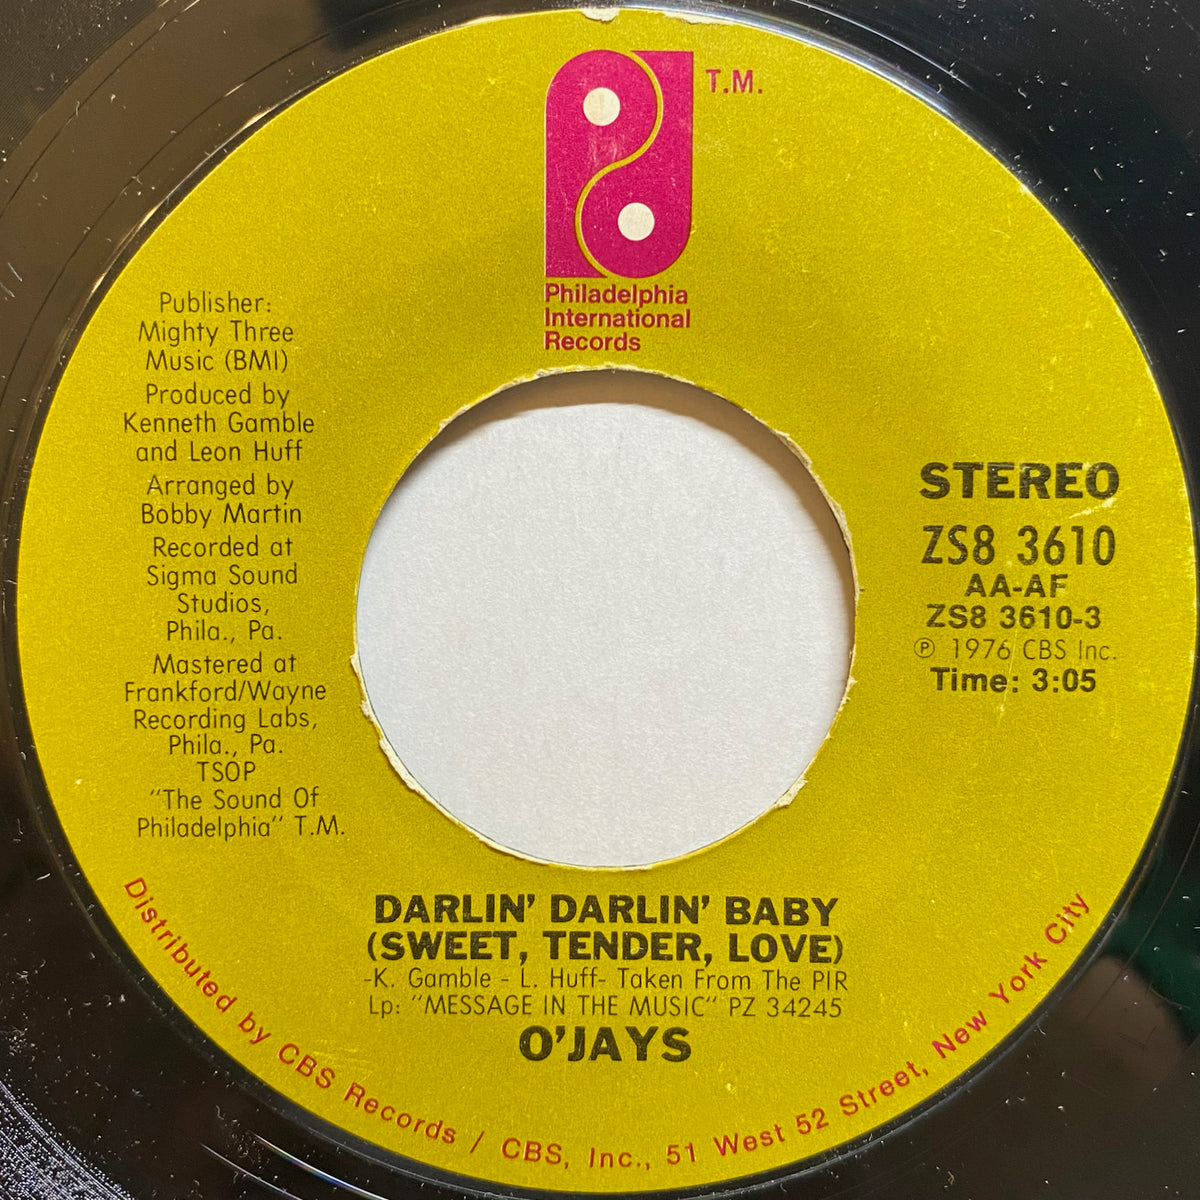 T.M.
Philadelphia
International
Records
Publisher:
Mighty Three
Music (BMI)
Produced by
Kenneth Gamble
and Leon Huff
Arranged by
Bobby Martin
Recorded at
Sigma Sound
Studios,
Phila., Pa.
Mastered at
Frankford/Wayne
Recording Labs,
Phila., Pa.
TSOP
"The Sound Of
Philadelphia" T.M.
STEREO
ZS8 3610
AA-AF
ZS8 3610-3
℗ 1976 CBS Inc.
Time: 3:05
DARLIN' DARLIN' BABY
(SWEET, TENDER, LOVE)
-K. Gamble - L. Huff- Taken From The PIR
Lp: "MESSAGE IN THE MUSIC" PZ 34245
O'JAYS
Distributed by CBS Records / CBS, Inc., 51 West 52 Street, New York City